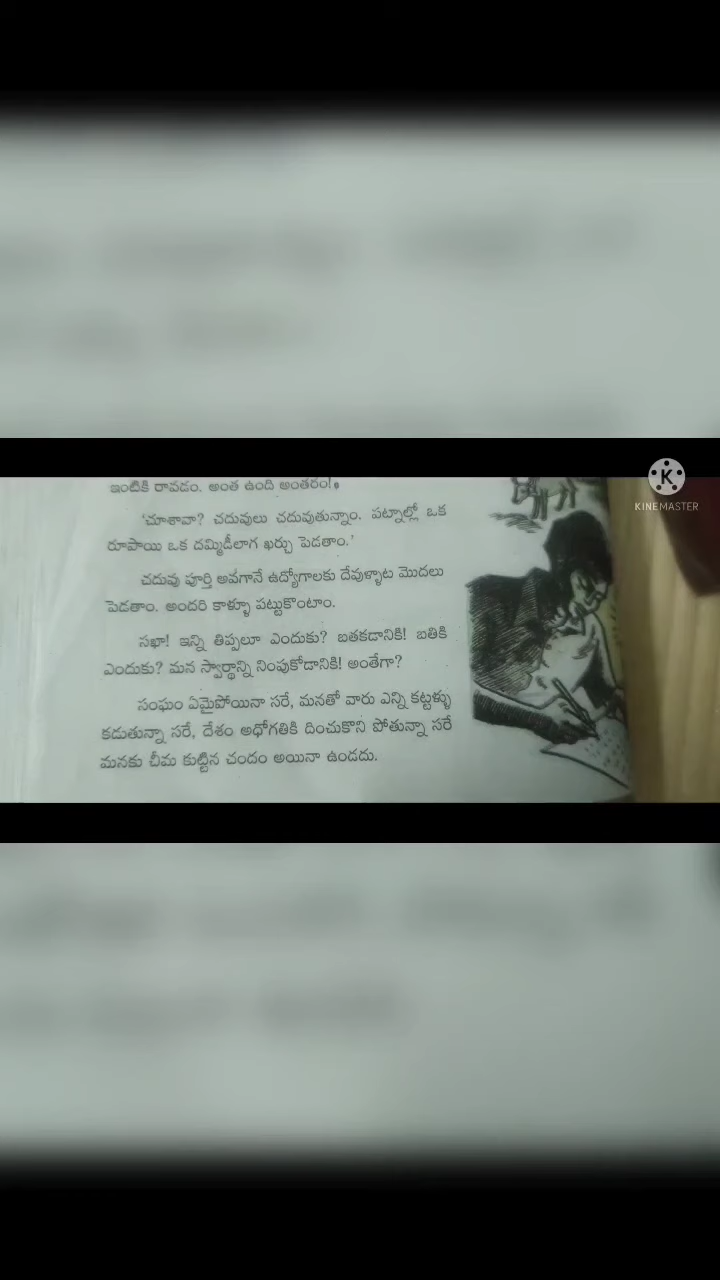 ఇంటికి రావడం. అంత ఉంది అంతరం!
KINEMASTER
'చూశావా? చదువులు చదువుతున్నాం. పట్నాల్లో ఒక
రూపాయి ఒక దమ్మిడీలాగ ఖర్చు పెడతాం.'
చదువు పూర్తి అవగానే ఉద్యోగాలకు దేవుళ్ళాట మొదలు
పెడతాం. అందరి కాళ్ళూ పట్టుకొంటాం.
సఖా! ఇన్ని తిప్పలూ ఎందుకు? బతకడానికి! బతికి
ఎందుకు? మన స్వార్థాన్ని నింపుకోడానికి! అంతేగా?
సంఘం ఏమైపోయినా సరే, మనతో వారు ఎన్ని కట్టళ్ళు
కడుతున్నా సరే, దేశం అధోగతికి దించుకొని పోతున్నా సరే
మనకు చీమ కుట్టిన చందం అయినా ఉండదు.